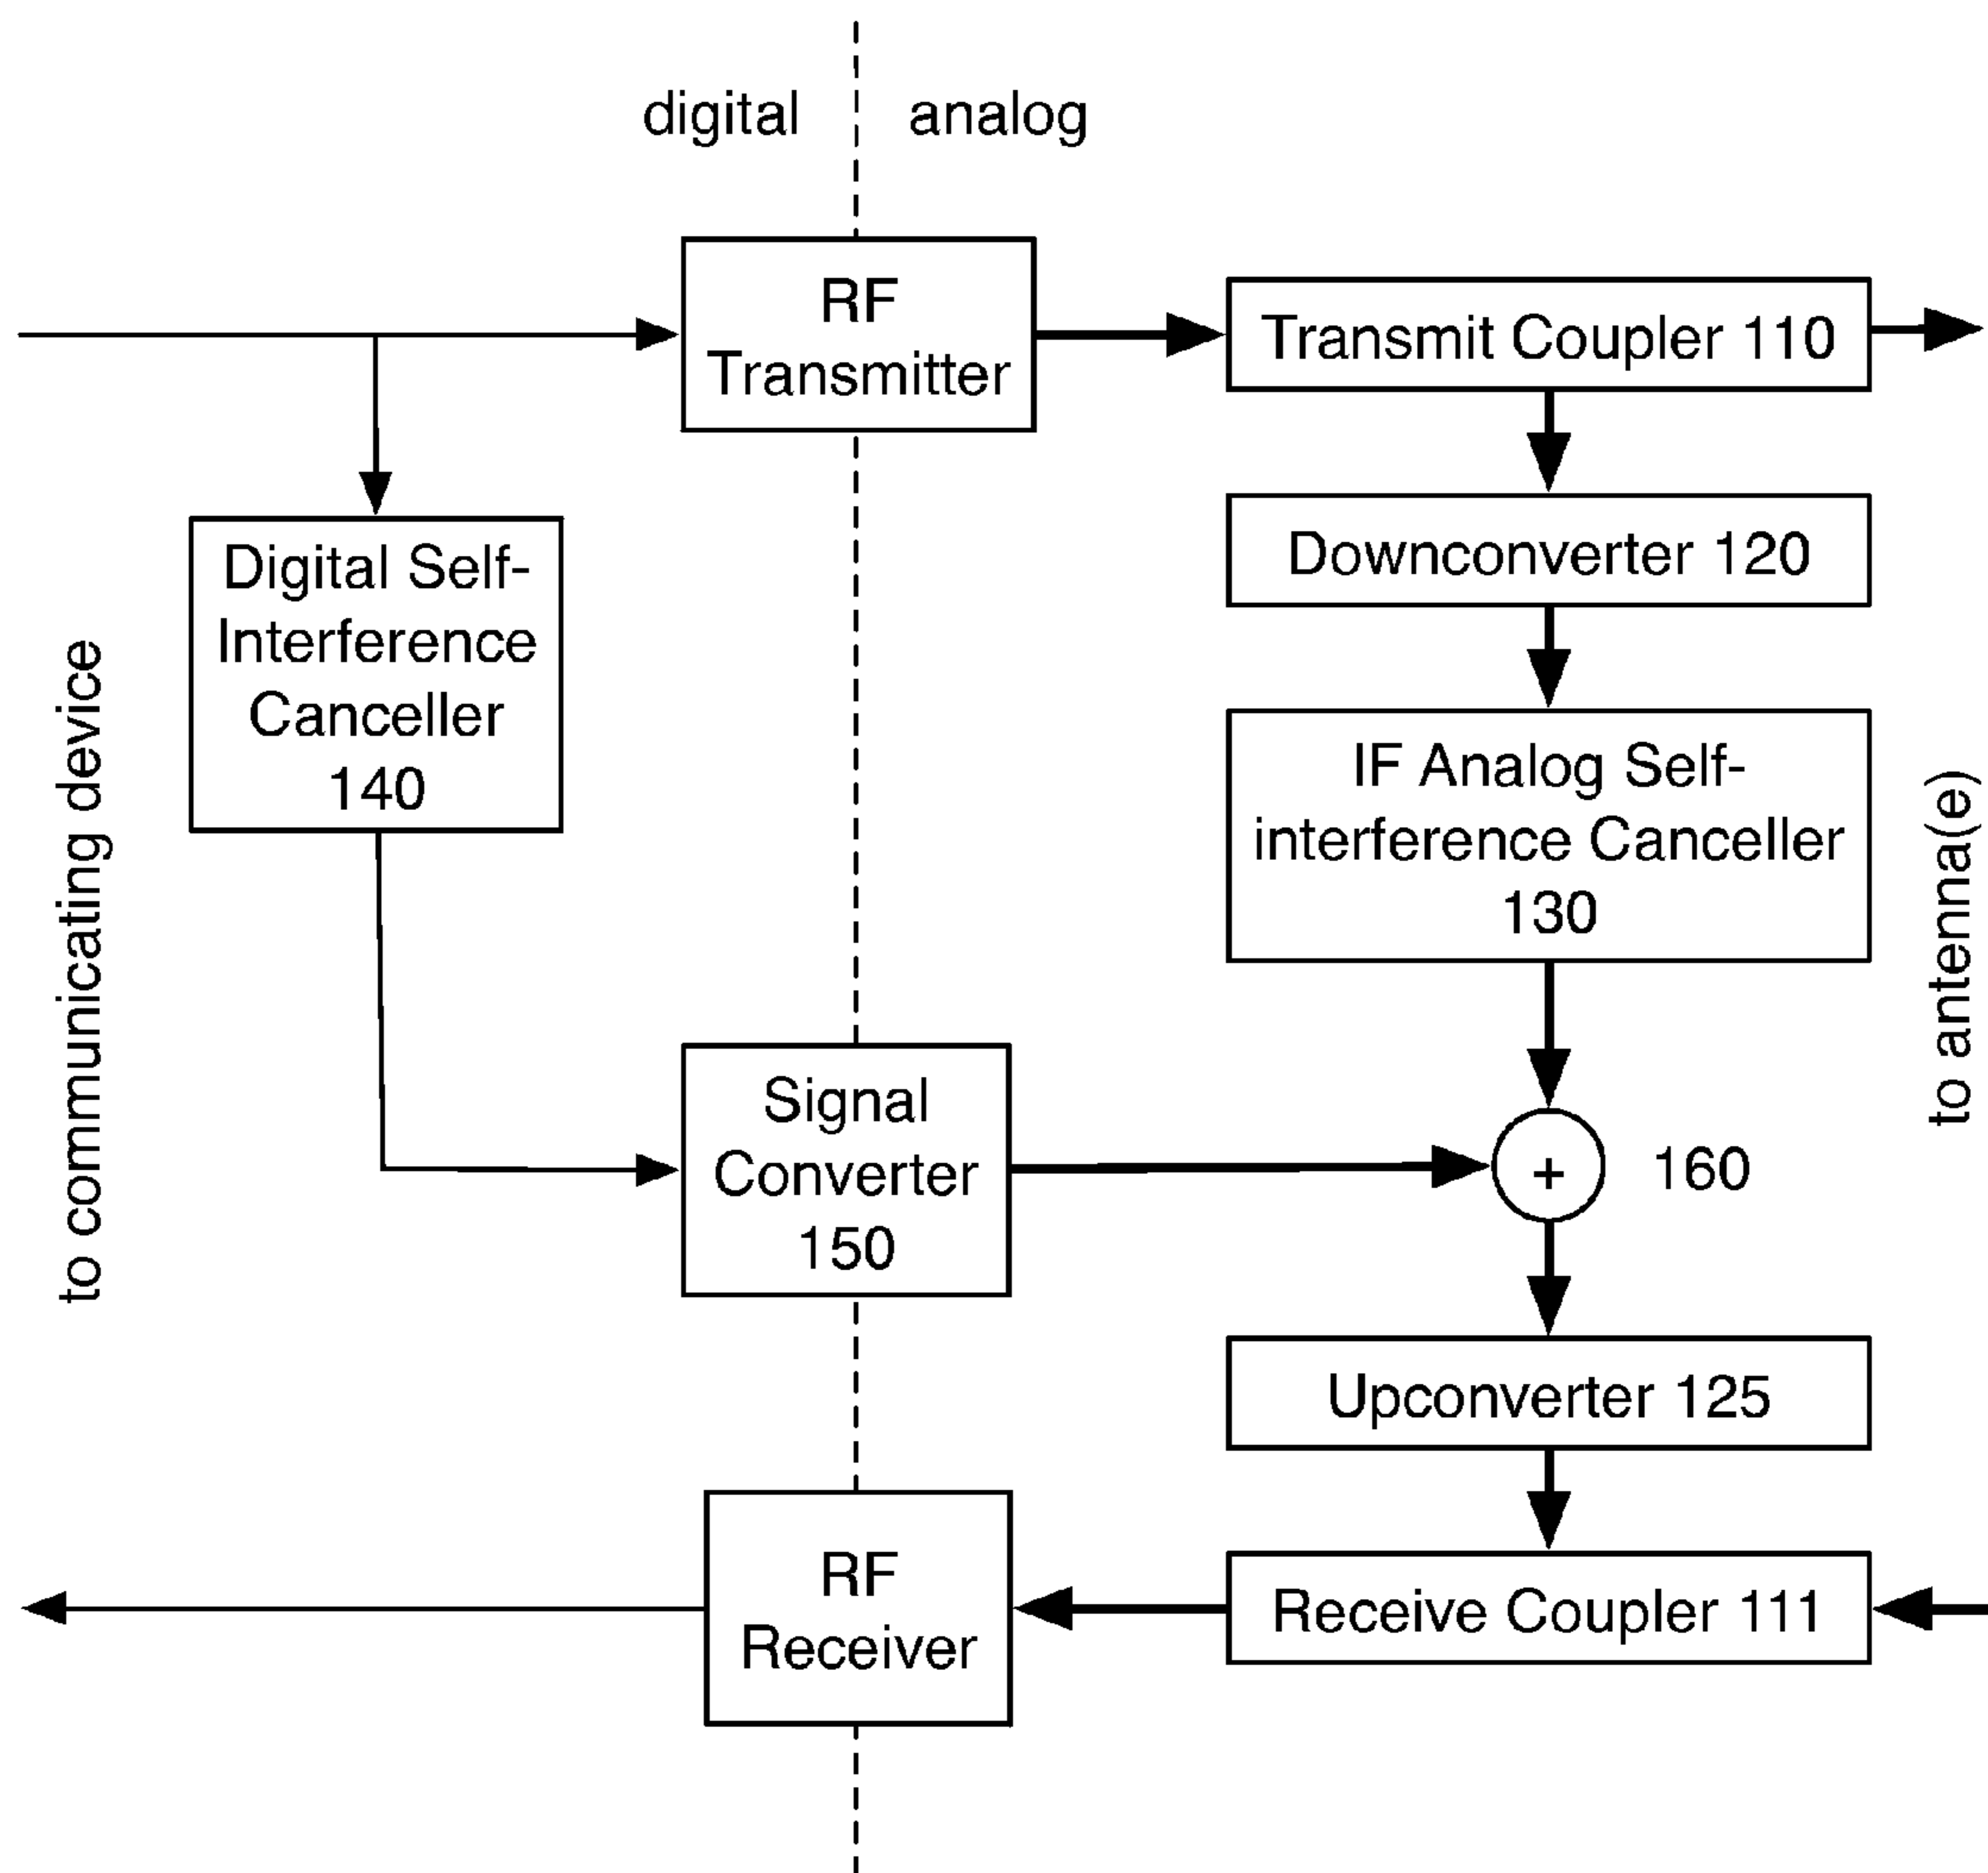 digital
analog
RF
Transmitter
Transmit Coupler 110
Digital Self-
Interference
Canceller
140
Downconverter 120
IF Analog Self-
interference Canceller
130
to communicating device
to antenna(e)
Signal
Converter
150
+
160
Upconverter 125
RF
Receiver
Receive Coupler 111